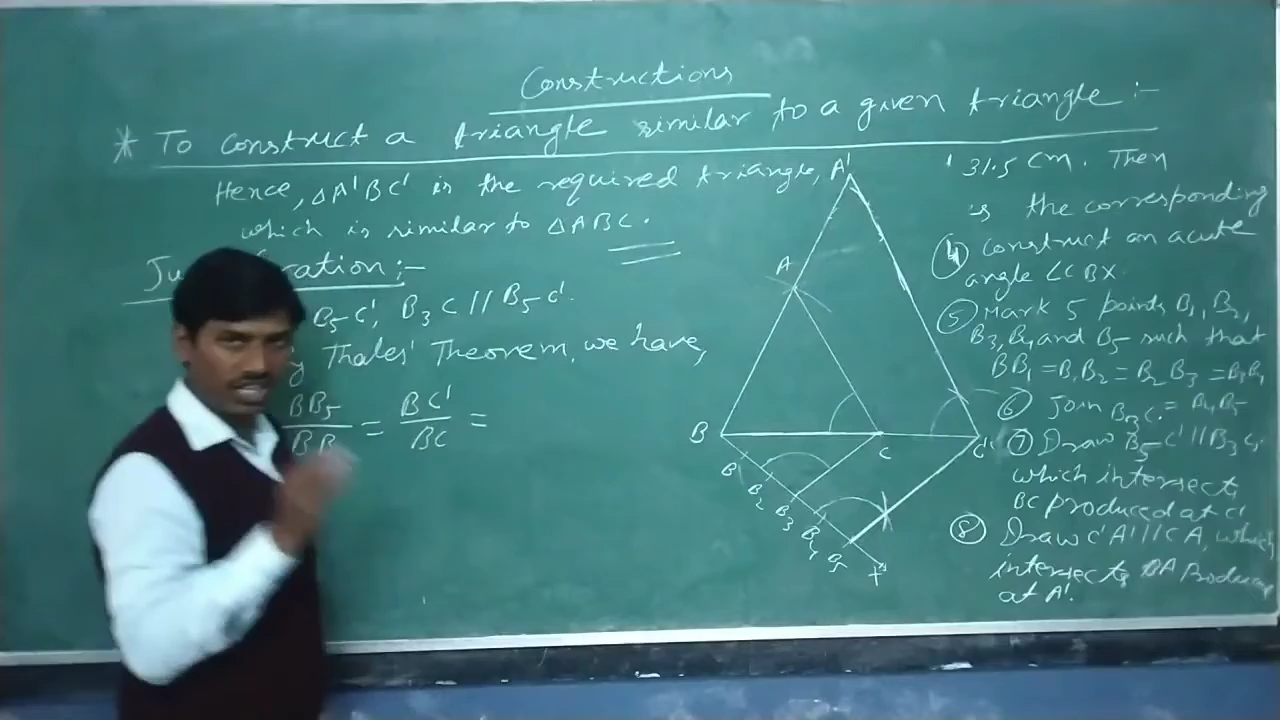 Constructions
* To construct a triangle similar to a given triangle :-
Hence, ΔA'BC' is the required triangle,
which is similar to ΔABC.
Ju ration :-
B5C', B3C // B5C'.
Thales' Theorem, we have,
BB5 / BB = BC' / BC =
A'
A
B
C
C'
B1
B2
B3
B4
B5
X
31.5 cm. Then
is the corresponding
④ Construct an acute
angle ∠CBX.
⑤ Mark 5 points B1, B2,
B3, B4 and B5 such that
BB1 = B1B2 = B2B3 = B3B4
= B4B5
⑥ Join B3C.
⑦ Draw B5C' // B3C,
which intersects
BC produced at C'
⑧ Draw C'A' // CA, which
intersects BA Produced
at A'.